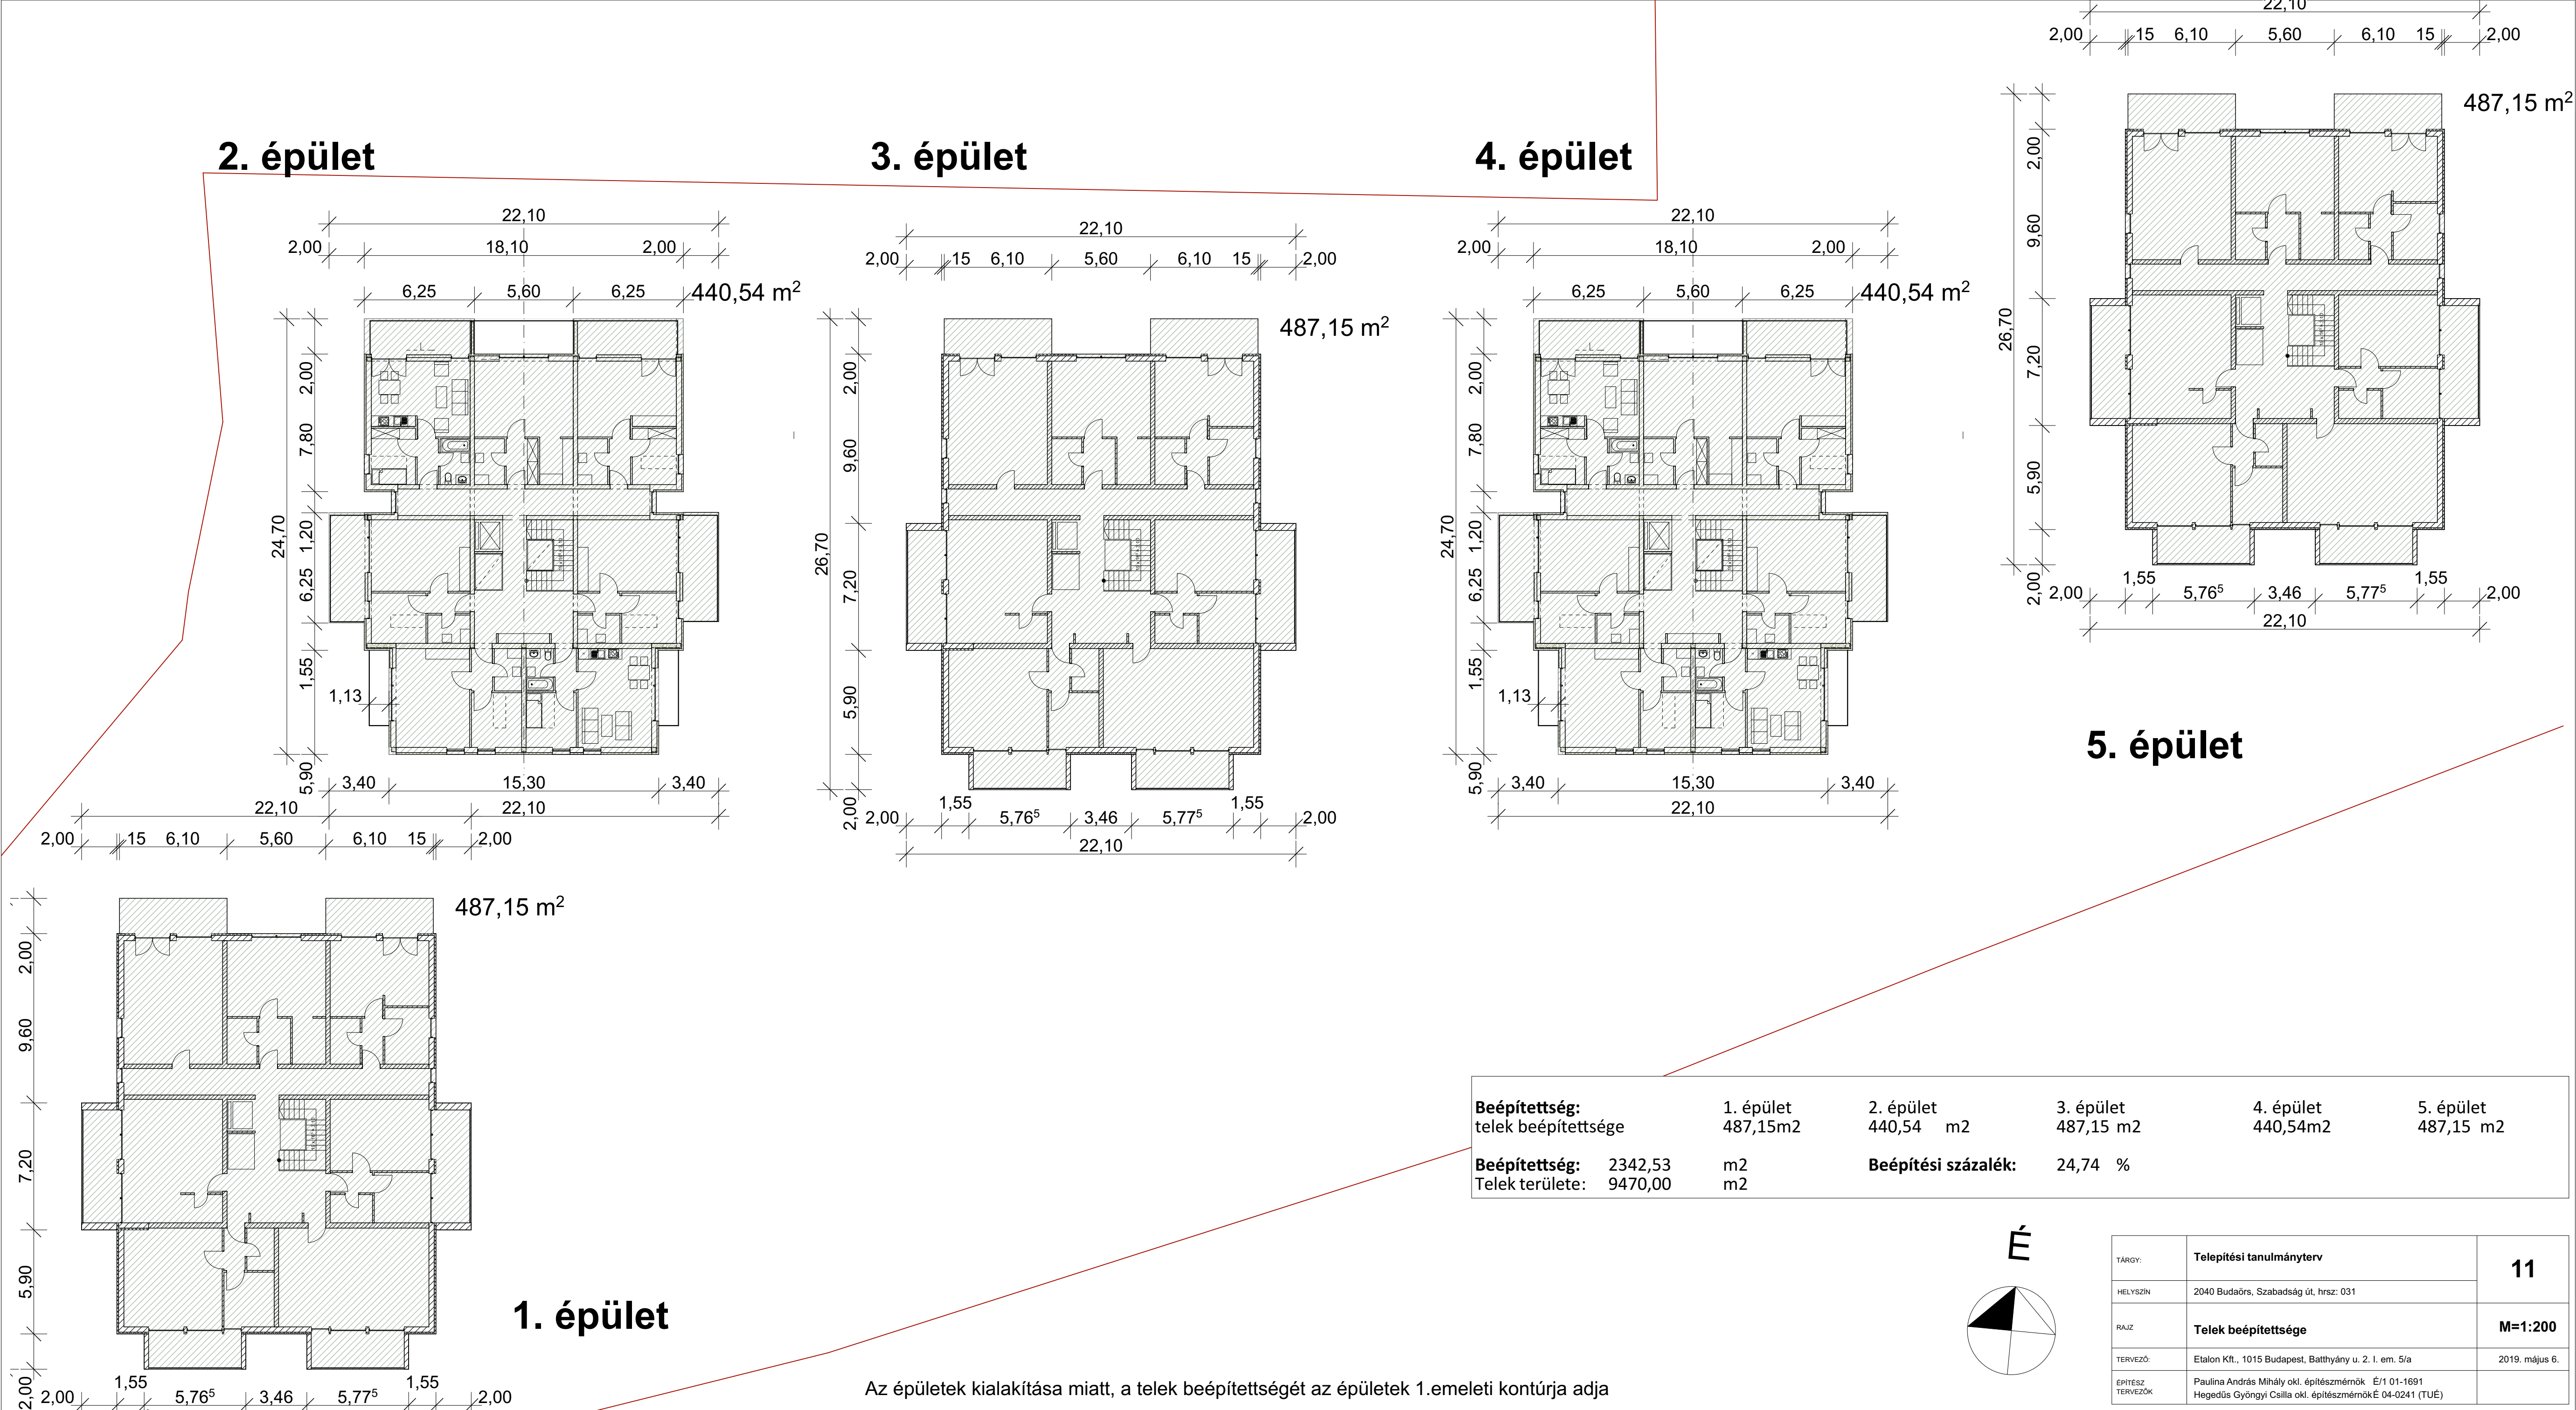 2. épület
22,10
2,00 18,10 2,00
6,25 5,60 6,25
440,54 m²
24,70
2,00
7,80
1,20
6,25
1,55
5,90
1,13
3,40 15,30 3,40
22,10
3. épület
22,10
2,00 15 6,10 5,60 6,10 15 2,00
487,15 m²
26,70
2,00
9,60
7,20
5,90
2,00
1,55 1,55
2,00 5,76⁵ 3,46 5,77⁵ 2,00
22,10
4. épület
22,10
2,00 18,10 2,00
6,25 5,60 6,25
440,54 m²
24,70
2,00
7,80
1,20
6,25
1,55
5,90
1,13
3,40 15,30 3,40
22,10
22,10
2,00 15 6,10 5,60 6,10 15 2,00
487,15 m²
26,70
2,00
9,60
7,20
5,90
2,00
1,55 1,55
2,00 5,76⁵ 3,46 5,77⁵ 2,00
22,10
5. épület
22,10
2,00 15 6,10 5,60 6,10 15 2,00
487,15 m²
2,00
9,60
7,20
5,90
2,00
1,55 1,55
2,00 5,76⁵ 3,46 5,77⁵ 2,00
1. épület
Beépítettség: 1. épület 2. épület 3. épület 4. épület 5. épület
telek beépítettsége 487,15m2 440,54 m2 487,15 m2 440,54m2 487,15 m2
Beépítettség: 2342,53 m2 Beépítési százalék: 24,74 %
Telek területe: 9470,00 m2
É
TÁRGY: Telepítési tanulmányterv 11
HELYSZÍN 2040 Budaörs, Szabadság út, hrsz: 031
RAJZ Telek beépítettsége M=1:200
TERVEZŐ: Etalon Kft., 1015 Budapest, Batthyány u. 2. I. em. 5/a 2019. május 6.
ÉPÍTÉSZ TERVEZŐK
Paulina András Mihály okl. építészmérnök É/1 01-1691
Hegedűs Gyöngyi Csilla okl. építészmérnök É 04-0241 (TUÉ)
Az épületek kialakítása miatt, a telek beépítettségét az épületek 1.emeleti kontúrja adja